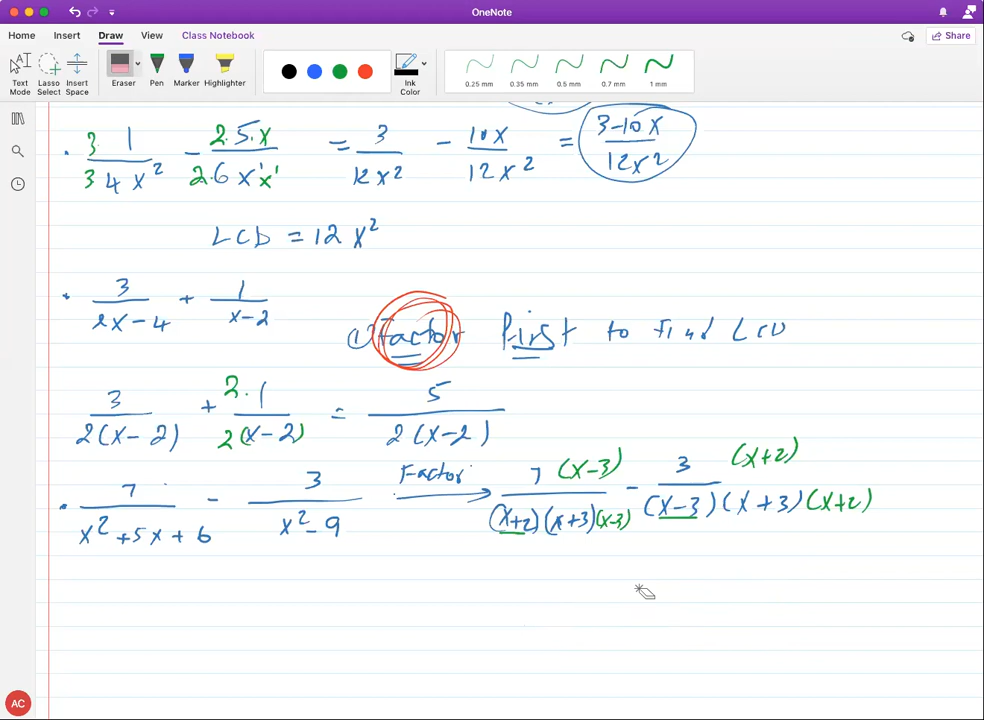 OneNote
Home Insert Draw View Class Notebook Share
Text Mode Lasso Select Insert Space Eraser Pen Marker Highlighter Ink Color 0.25 mm 0.35 mm 0.5 mm 0.7 mm 1 mm
· 3·1/(3·4x²) − 2·5·x/(2·6x'x') = 3/(12x²) − 10x/(12x²) = (3−10x)/(12x²)
LCD = 12x²
· 3/(2x−4) + 1/(x−2)
① Factor First to Find LCD
3/(2(x−2)) + 2·1/(2(x−2)) = 5/(2(x−2))
· 7/(x²+5x+6) − 3/(x²−9) Factor → 7(x−3)/((x+2)(x+3)(x−3)) − 3(x+2)/((x−3)(x+3)(x+2))
AC